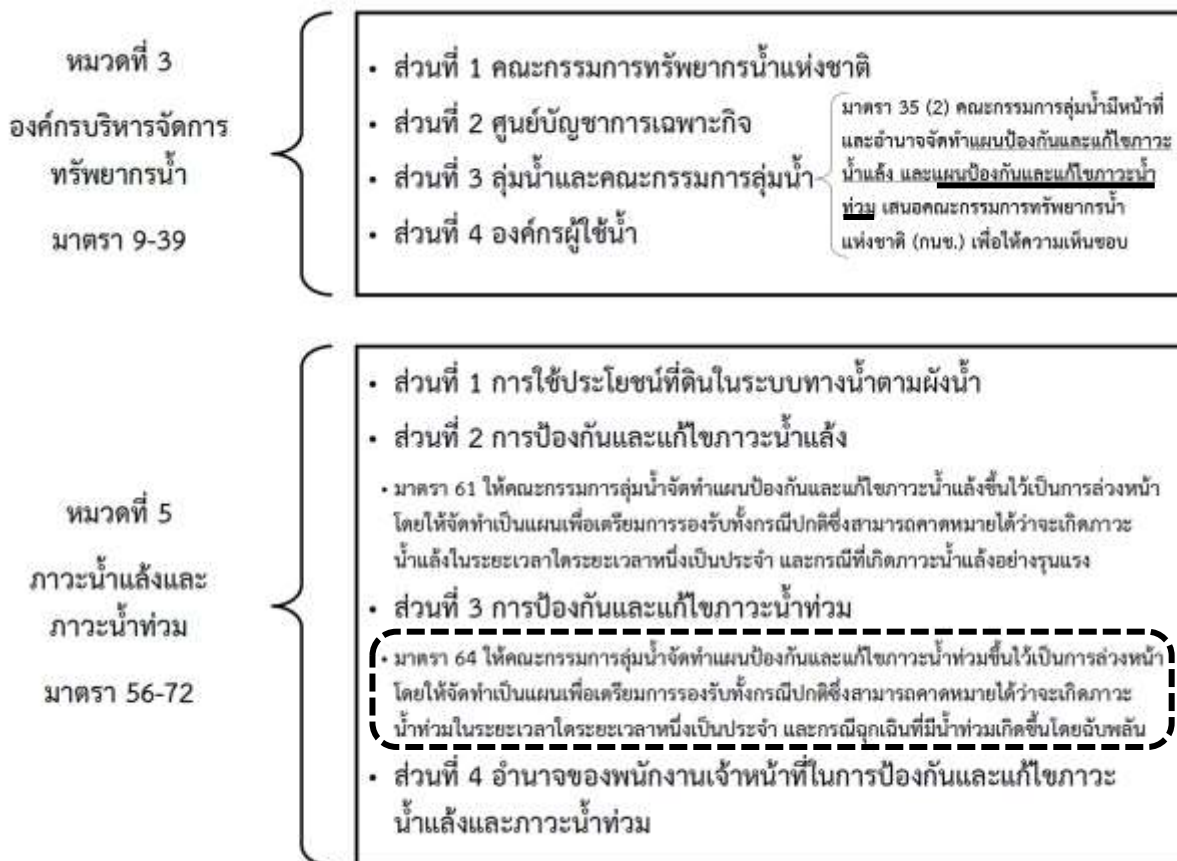 หมวดที่ 3
องค์กรบริหารจัดการ
ทรัพยากรน้ำ
มาตรา 9-39
• ส่วนที่ 1 คณะกรรมการทรัพยากรน้ำแห่งชาติ
• ส่วนที่ 2 ศูนย์บัญชาการเฉพาะกิจ
• ส่วนที่ 3 ลุ่มน้ำและคณะกรรมการลุ่มน้ำ
• ส่วนที่ 4 องค์กรผู้ใช้น้ำ
มาตรา 35 (2) คณะกรรมการลุ่มน้ำมีหน้าที่
และอำนาจจัดทำแผนป้องกันและแก้ไขภาวะ
น้ำแล้ง และแผนป้องกันและแก้ไขภาวะน้ำ
ท่วม เสนอคณะกรรมการทรัพยากรน้ำ
แห่งชาติ (กนช.) เพื่อให้ความเห็นชอบ
หมวดที่ 5
ภาวะน้ำแล้งและ
ภาวะน้ำท่วม
มาตรา 56-72
• ส่วนที่ 1 การใช้ประโยชน์ที่ดินในระบบทางน้ำตามผังน้ำ
• ส่วนที่ 2 การป้องกันและแก้ไขภาวะน้ำแล้ง
• มาตรา 61 ให้คณะกรรมการลุ่มน้ำจัดทำแผนป้องกันและแก้ไขภาวะน้ำแล้งขึ้นไว้เป็นการล่วงหน้า
โดยให้จัดทำเป็นแผนเพื่อเตรียมการรองรับทั้งกรณีปกติซึ่งสามารถคาดหมายได้ว่าจะเกิดภาวะ
น้ำแล้งในระยะเวลาใดระยะเวลาหนึ่งเป็นประจำ และกรณีที่เกิดภาวะน้ำแล้งอย่างรุนแรง
• ส่วนที่ 3 การป้องกันและแก้ไขภาวะน้ำท่วม
• มาตรา 64 ให้คณะกรรมการลุ่มน้ำจัดทำแผนป้องกันและแก้ไขภาวะน้ำท่วมขึ้นไว้เป็นการล่วงหน้า
โดยให้จัดทำเป็นแผนเพื่อเตรียมการรองรับทั้งกรณีปกติซึ่งสามารถคาดหมายได้ว่าจะเกิดภาวะ
น้ำท่วมในระยะเวลาใดระยะเวลาหนึ่งเป็นประจำ และกรณีฉุกเฉินที่มีน้ำท่วมเกิดขึ้นโดยฉับพลัน
• ส่วนที่ 4 อำนาจของพนักงานเจ้าหน้าที่ในการป้องกันและแก้ไขภาวะ
น้ำแล้งและภาวะน้ำท่วม